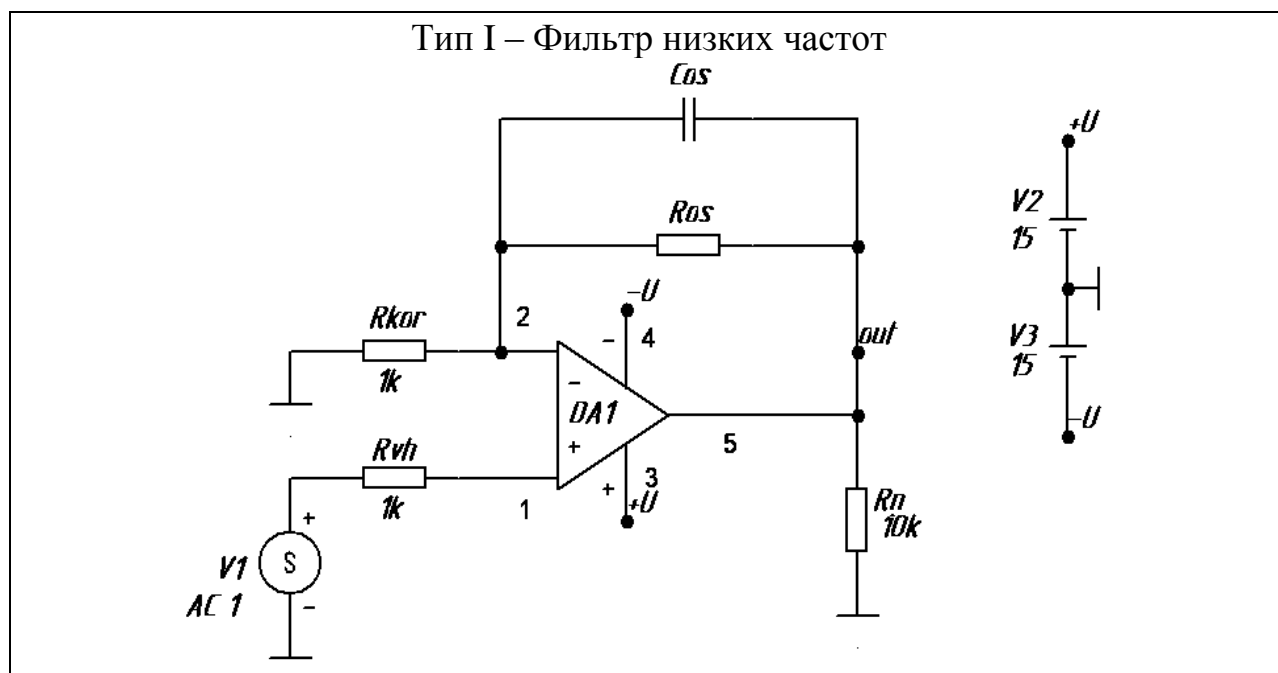 Тип I – Фильтр низких частот
Cos
+U
Ros
V2
15
–U
Rkor
2
- 4
out
1k
-
V3
15
DA1
Rvh
+
5
–U
1k
1
+ 3
+U
Rn
10k
+
V1
S
AC 1
-